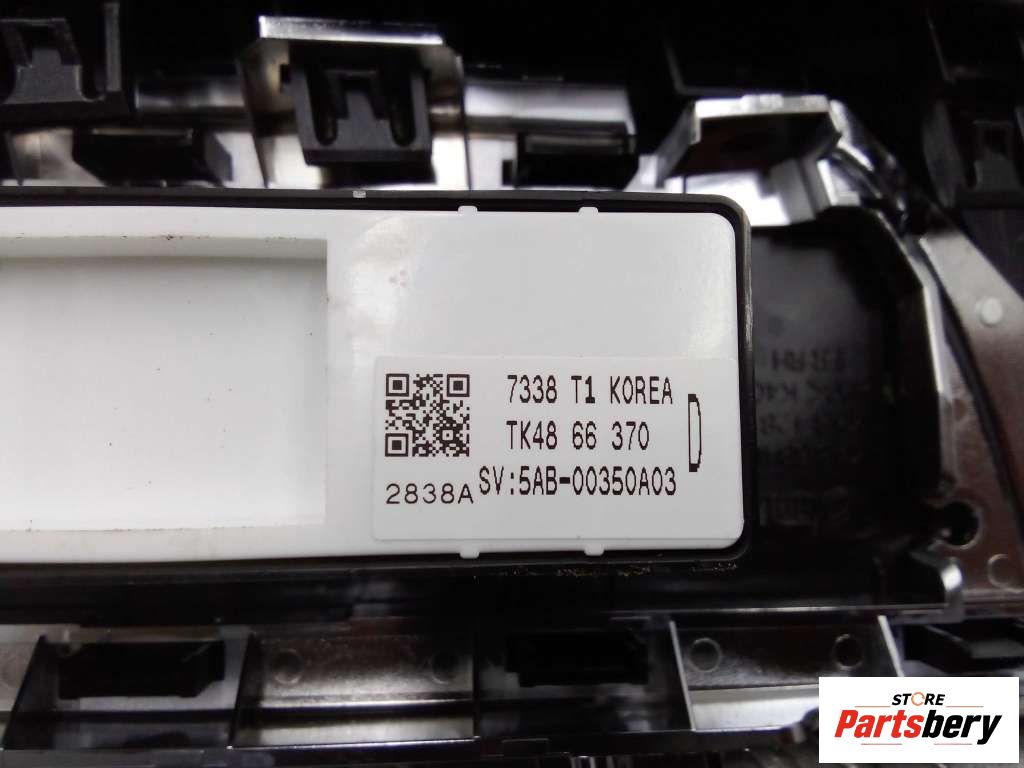 7338 T1 KOREA
TK48 66 370
SV:5AB-00350A03
2838A
STORE
Partsbery